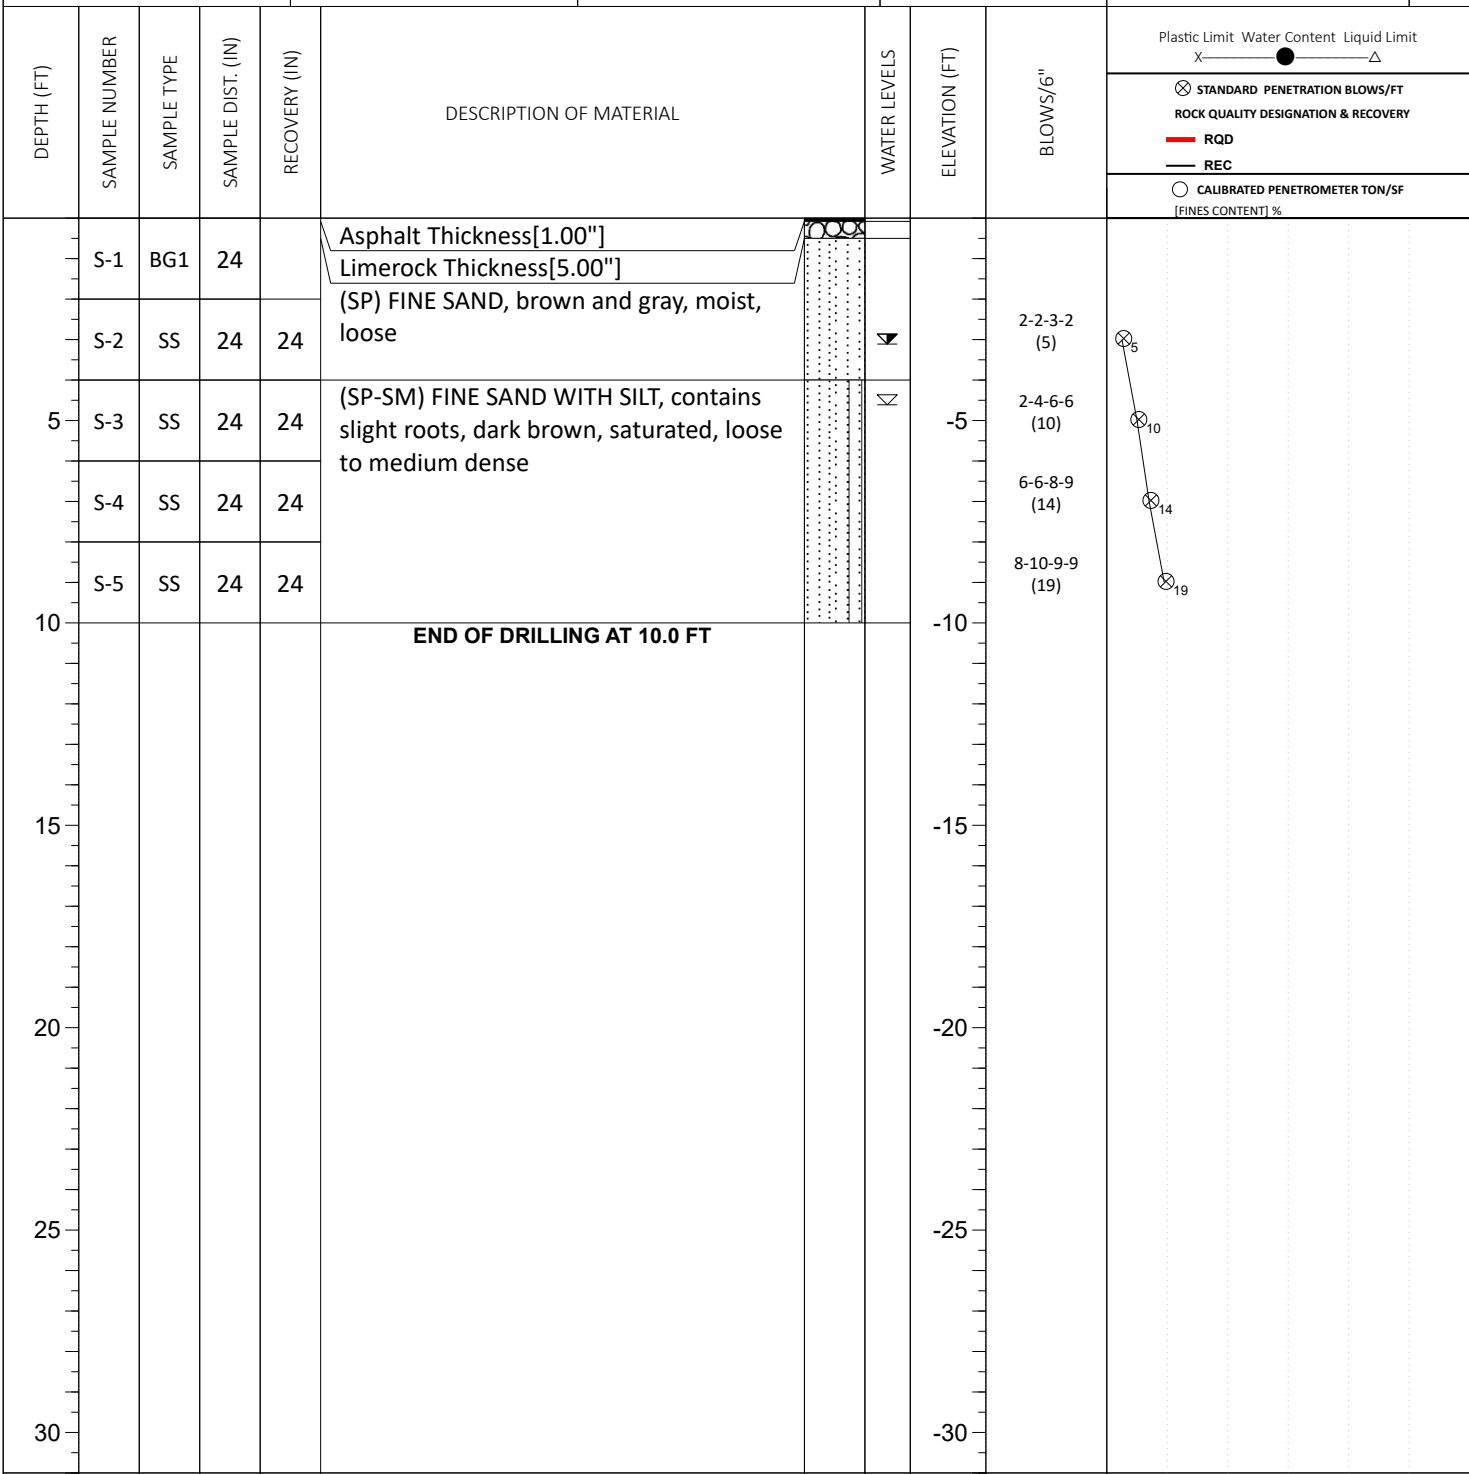 DEPTH (FT)
SAMPLE NUMBER
SAMPLE TYPE
SAMPLE DIST. (IN)
RECOVERY (IN)
DESCRIPTION OF MATERIAL
WATER LEVELS
ELEVATION (FT)
BLOWS/6"
Plastic Limit Water Content Liquid Limit
X
STANDARD PENETRATION BLOWS/FT
ROCK QUALITY DESIGNATION & RECOVERY
RQD
REC
CALIBRATED PENETROMETER TON/SF
[FINES CONTENT] %
Asphalt Thickness[1.00"]
S-1 BG1 24
Limerock Thickness[5.00"]
(SP) FINE SAND, brown and gray, moist,
loose
S-2 SS 24 24
2-2-3-2
(5)
5
(SP-SM) FINE SAND WITH SILT, contains
slight roots, dark brown, saturated, loose
to medium dense
5 S-3 SS 24 24 -5
2-4-6-6
(10)
10
S-4 SS 24 24
6-6-8-9
(14)
14
S-5 SS 24 24
8-10-9-9
(19)
19
10 -10
END OF DRILLING AT 10.0 FT
15 -15
20 -20
25 -25
30 -30